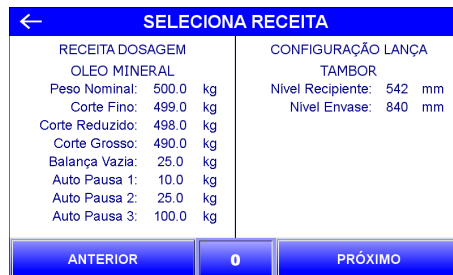 ← SELECIONA RECEITA
RECEITA DOSAGEM
OLEO MINERAL
Peso Nominal: 500.0 kg
Corte Fino: 499.0 kg
Corte Reduzido: 498.0 kg
Corte Grosso: 490.0 kg
Balança Vazia: 25.0 kg
Auto Pausa 1: 10.0 kg
Auto Pausa 2: 25.0 kg
Auto Pausa 3: 100.0 kg
CONFIGURAÇÃO LANÇA
TAMBOR
Nível Recipiente: 542 mm
Nível Envase: 840 mm
ANTERIOR
0
PRÓXIMO